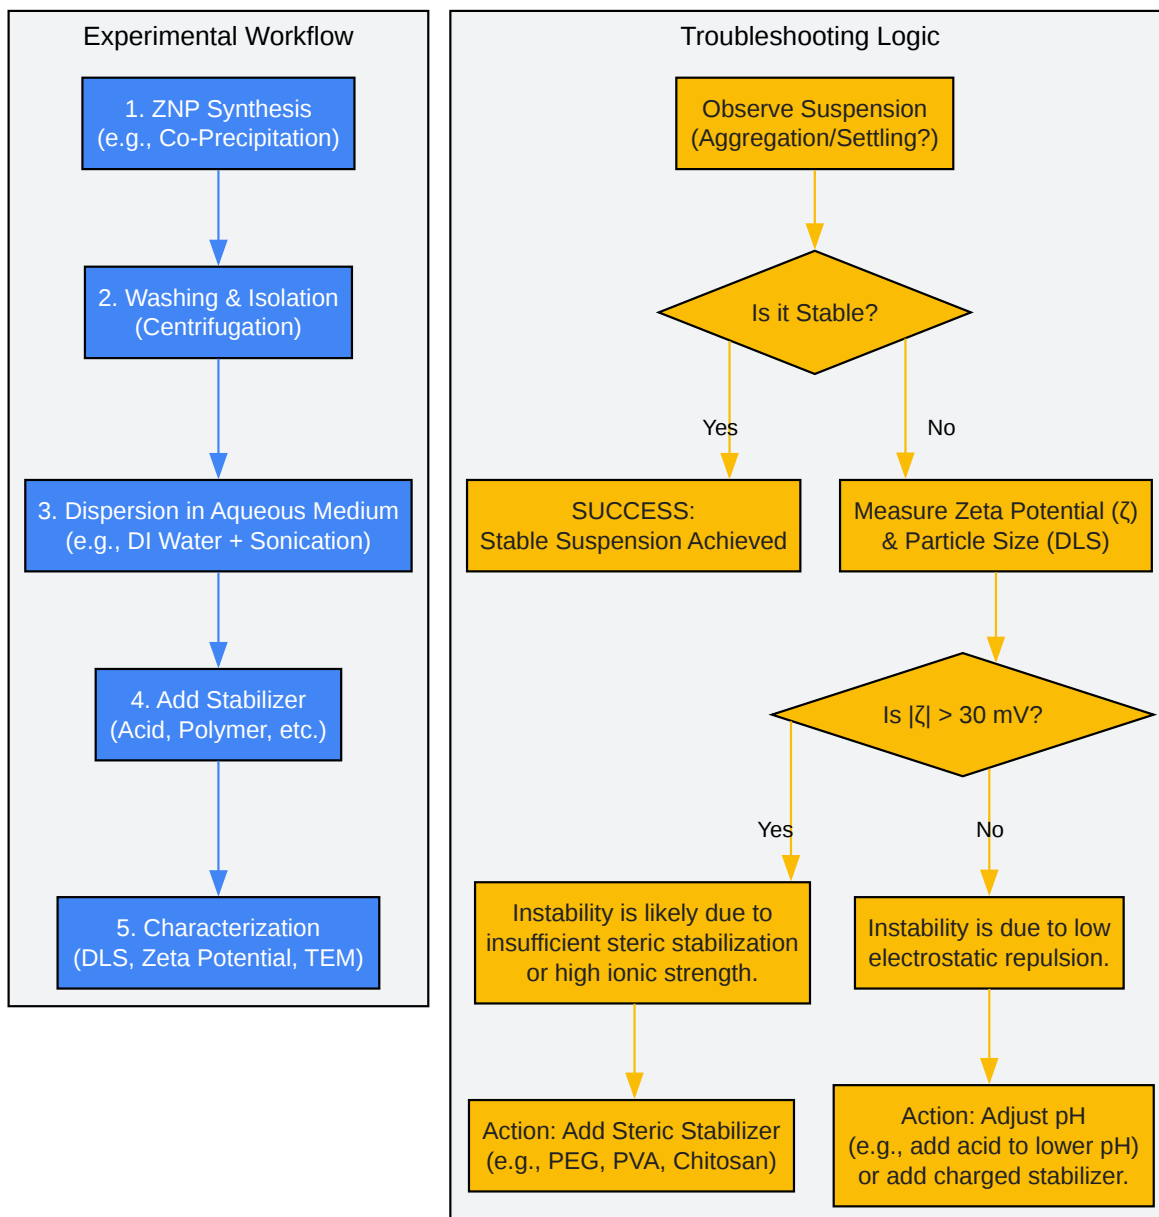 Experimental Workflow
1. ZNP Synthesis
(e.g., Co-Precipitation)
2. Washing & Isolation
(Centrifugation)
3. Dispersion in Aqueous Medium
(e.g., DI Water + Sonication)
4. Add Stabilizer
(Acid, Polymer, etc.)
5. Characterization
(DLS, Zeta Potential, TEM)
Troubleshooting Logic
Observe Suspension
(Aggregation/Settling?)
Is it Stable?
Yes
No
SUCCESS:
Stable Suspension Achieved
Measure Zeta Potential (ζ)
& Particle Size (DLS)
Is |ζ| > 30 mV?
Yes
No
Instability is likely due to
insufficient steric stabilization
or high ionic strength.
Instability is due to low
electrostatic repulsion.
Action: Add Steric Stabilizer
(e.g., PEG, PVA, Chitosan)
Action: Adjust pH
(e.g., add acid to lower pH)
or add charged stabilizer.